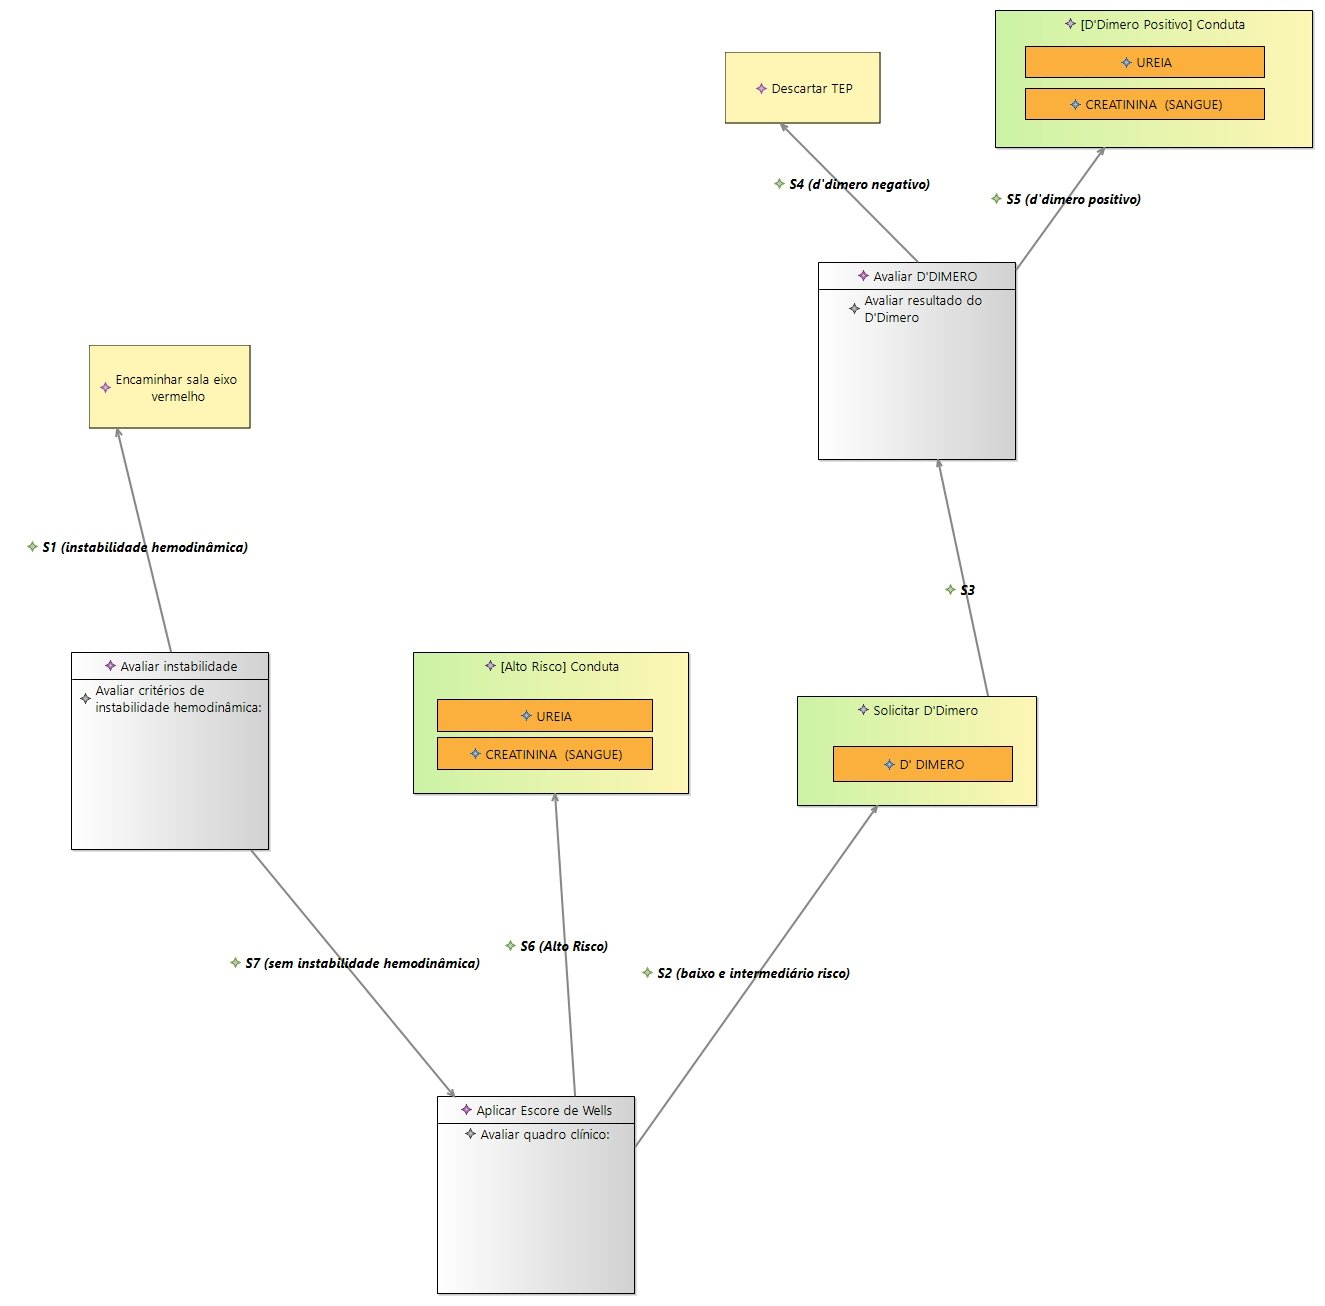 [D'Dimero Positivo] Conduta
UREIA
CREATININA  (SANGUE)
Descartar TEP
S4 (d'dimero negativo)
S5 (d'dimero positivo)
Avaliar D'DIMERO
Avaliar resultado do
D'Dimero
Encaminhar sala eixo
vermelho
S1 (instabilidade hemodinâmica)
S3
Avaliar instabilidade
Avaliar critérios de
instabilidade hemodinâmica:
[Alto Risco] Conduta
UREIA
CREATININA  (SANGUE)
Solicitar D'Dimero
D' DIMERO
S7 (sem instabilidade hemodinâmica)
S6 (Alto Risco)
S2 (baixo e intermediário risco)
Aplicar Escore de Wells
Avaliar quadro clínico: